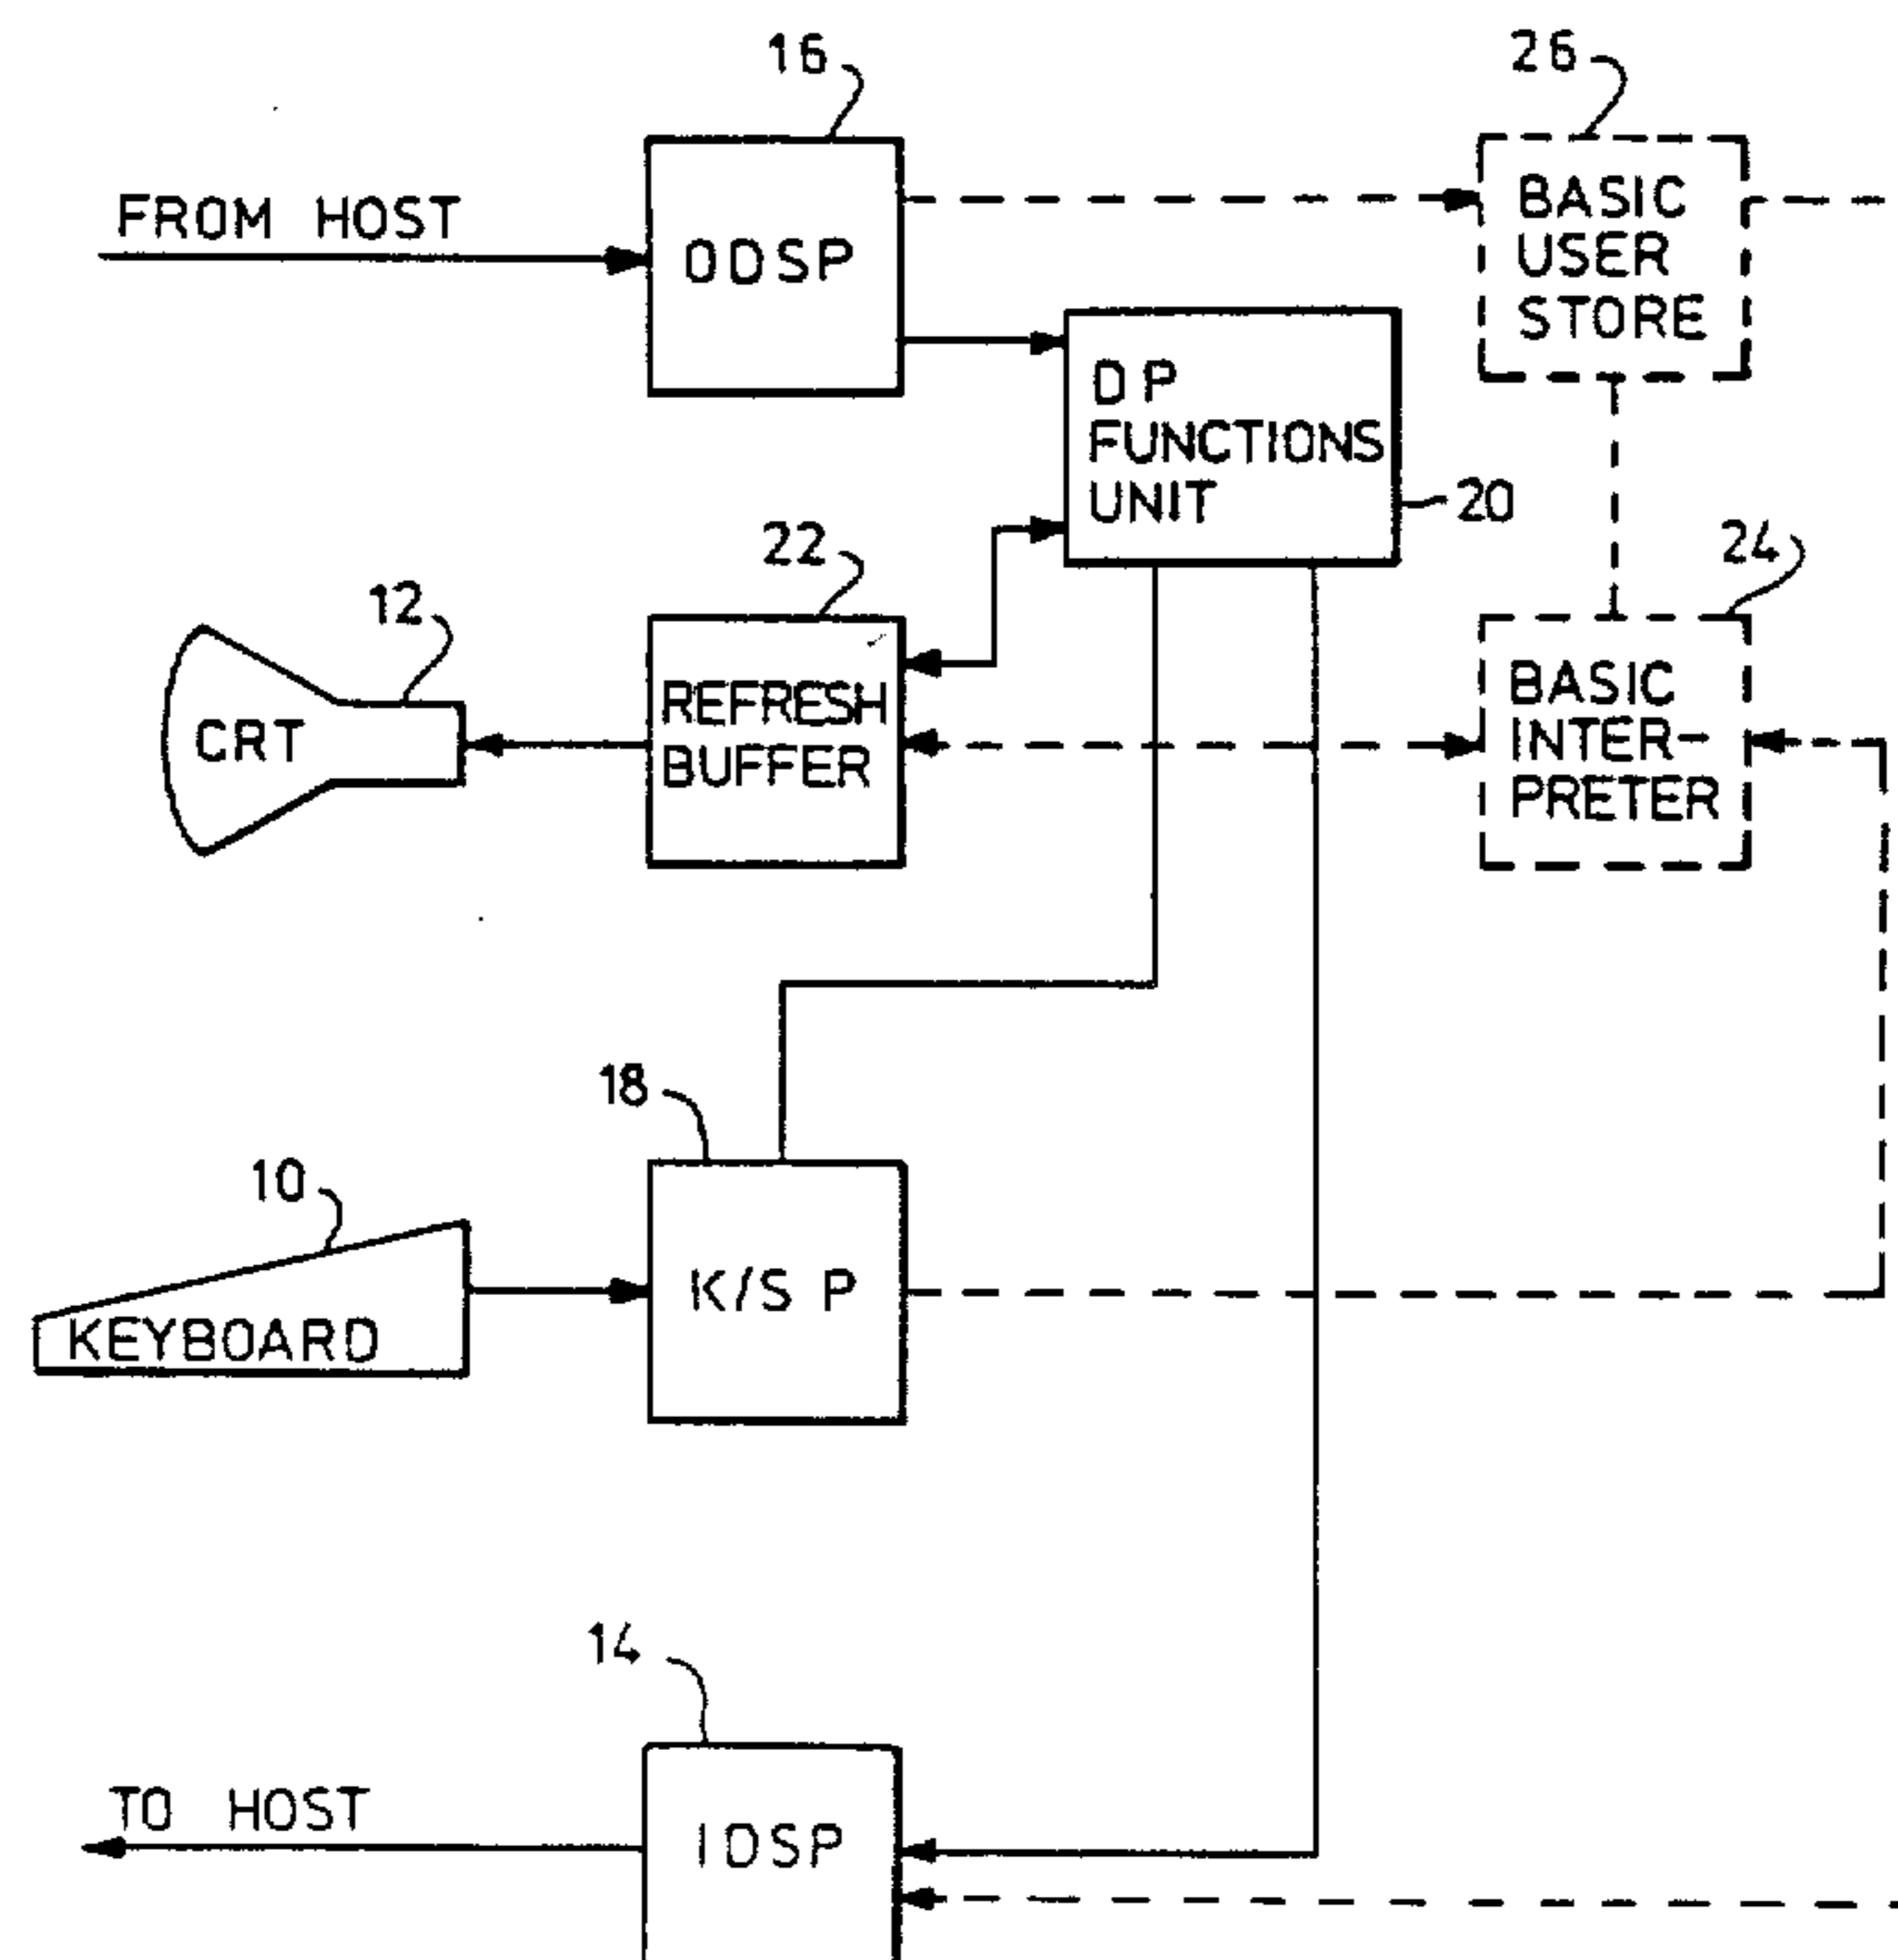 16
26
FROM HOST
ODSP
BASIC
USER
STORE
DP
FUNCTIONS
UNIT
20
22
24
12
CRT
REFRESH
BUFFER
BASIC
INTER-
PRETER
18
10
KEYBOARD
K/S P
14
TO HOST
IOSP